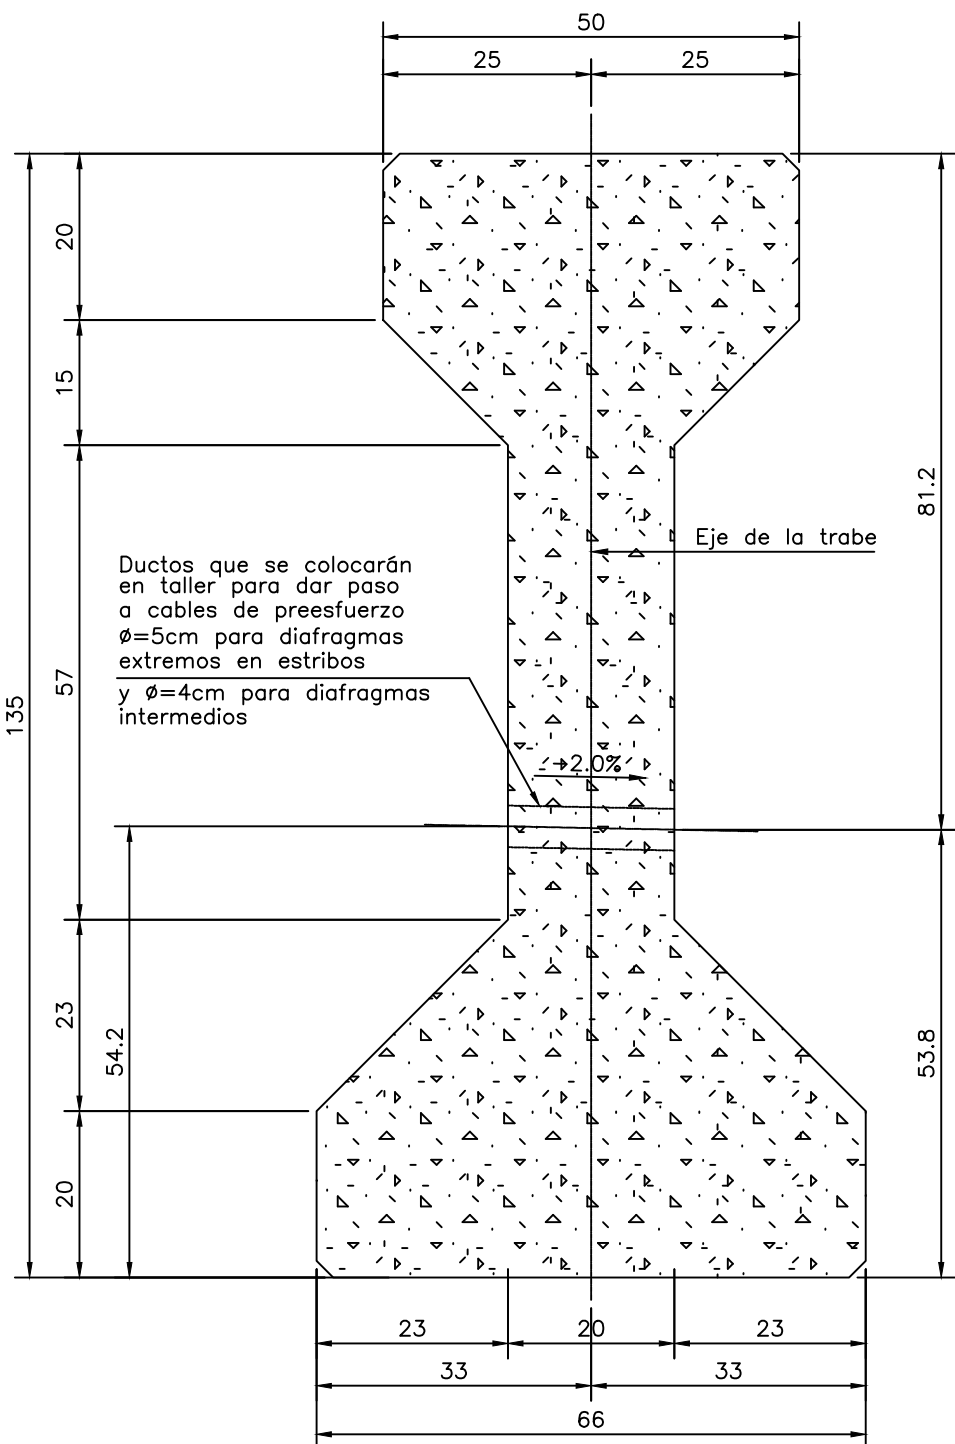 50
25
25
20
15
57
23
20
135
54.2
81.2
53.8
Eje de la trabe
Ductos que se colocarán
en taller para dar paso
a cables de preesfuerzo
ø=5cm para diafragmas
extremos en estribos
y ø=4cm para diafragmas
intermedios
2.0%
23
20
23
33
33
66